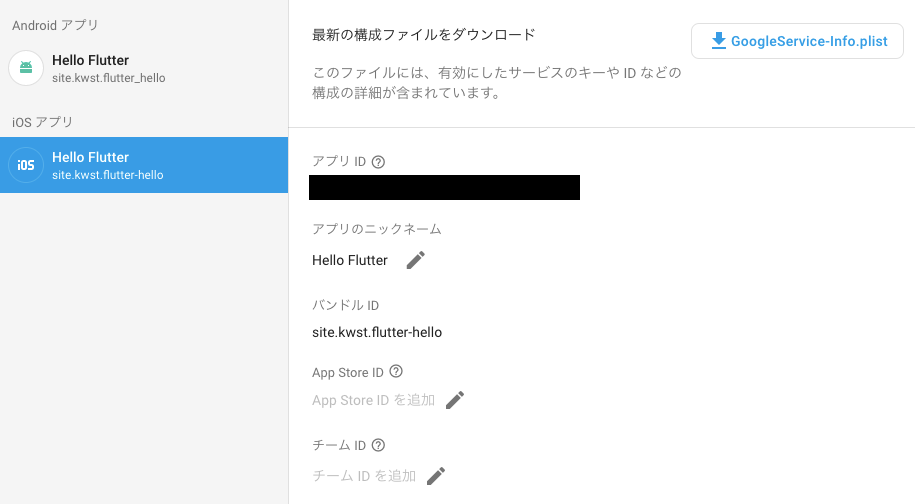 Android アプリ
Hello Flutter
site.kwst.flutter_hello
iOS アプリ
iOS
Hello Flutter
site.kwst.flutter-hello
最新の構成ファイルをダウンロード
GoogleService-Info.plist
このファイルには、有効にしたサービスのキーや ID などの
構成の詳細が含まれています。
アプリ ID
アプリのニックネーム
Hello Flutter
バンドル ID
site.kwst.flutter-hello
App Store ID
App Store ID を追加
チーム ID
チーム ID を追加